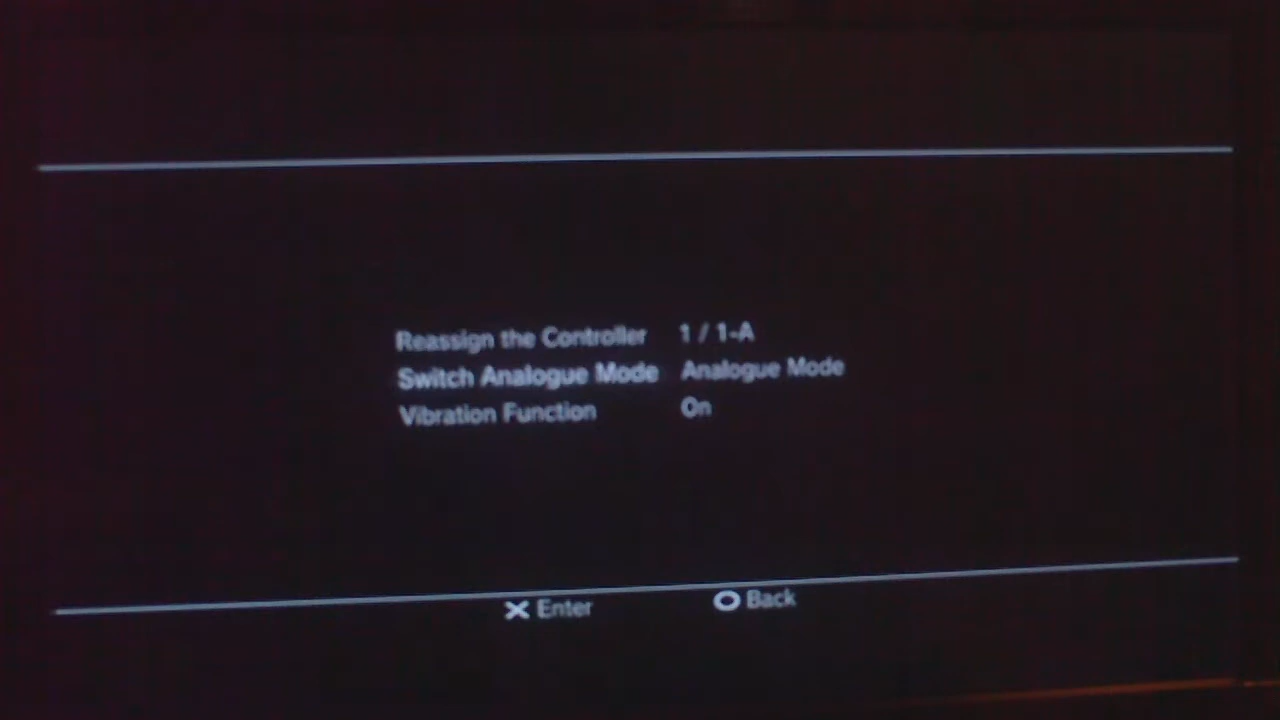 Reassign the Controller 1 / 1-A
Switch Analogue Mode Analogue Mode
Vibration Function On
Enter Back